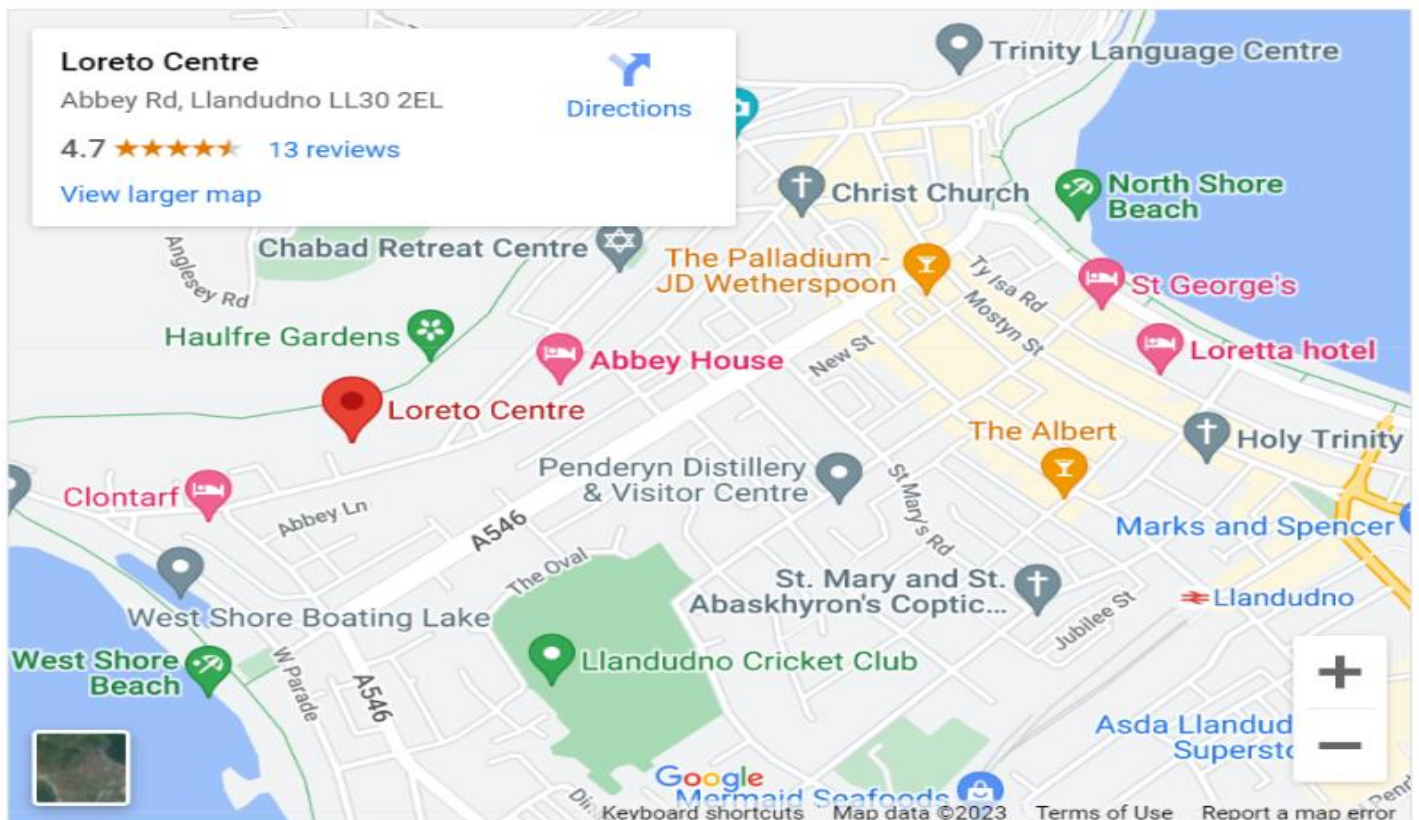 Loreto Centre
Abbey Rd, Llandudno LL30 2EL
4.7
13 reviews
View larger map
Directions
Trinity Language Centre
Christ Church
North Shore
Beach
Anglesey Rd
Chabad Retreat Centre
The Palladium -
JD Wetherspoon
Ty Isa Rd
St George's
Mostyn St
Haulfre Gardens
Abbey House
New St
Loretta hotel
Loreto Centre
The Albert
Holy Trinity
Penderyn Distillery
& Visitor Centre
St Mary's Rd
Clontarf
Abbey Ln
A546
Marks and Spencer
The Oval
St. Mary and St.
Abaskhyron's Coptic...
Llandudno
West Shore Boating Lake
Jubilee St
West Shore
Beach
W Parade
A546
Llandudno Cricket Club
Asda Llandud
Supersto
Google
Mermaid Seafoods
Keyboard shortcuts
Map data ©2023
Terms of Use
Report a map error